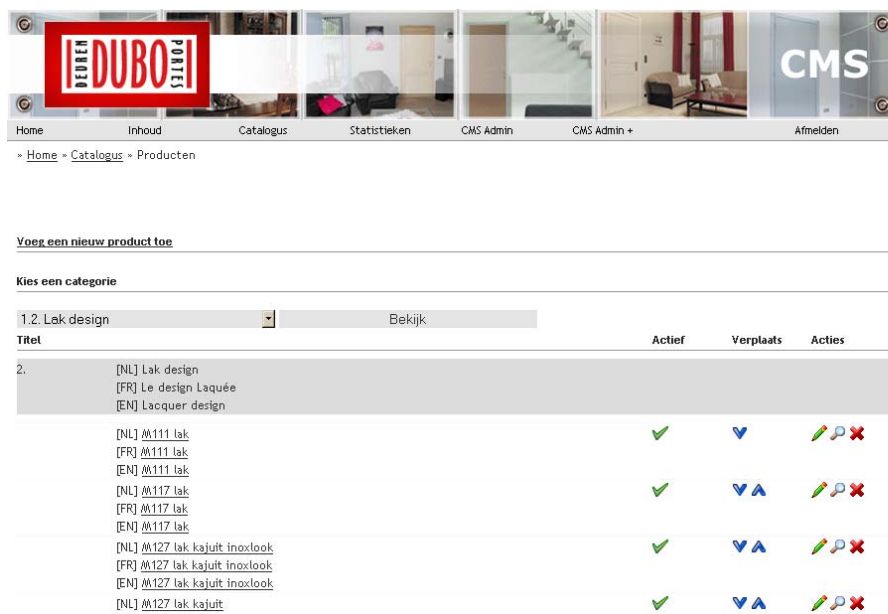 DEUREN DUBO PORTES
CMS
Home Inhoud Catalogus Statistieken CMS Admin CMS Admin + Afmelden
» Home » Catalogus » Producten
Voeg een nieuw product toe
Kies een categorie
1.2. Lak design Bekijk
Titel Actief Verplaats Acties
2. [NL] Lak design
[FR] Le design Laquée
[EN] Lacquer design
[NL] M111 lak
[FR] M111 lak
[EN] M111 lak
[NL] M117 lak
[FR] M117 lak
[EN] M117 lak
[NL] M127 lak kajuit inoxlook
[FR] M127 lak kajuit inoxlook
[EN] M127 lak kajuit inoxlook
[NL] M127 lak kajuit